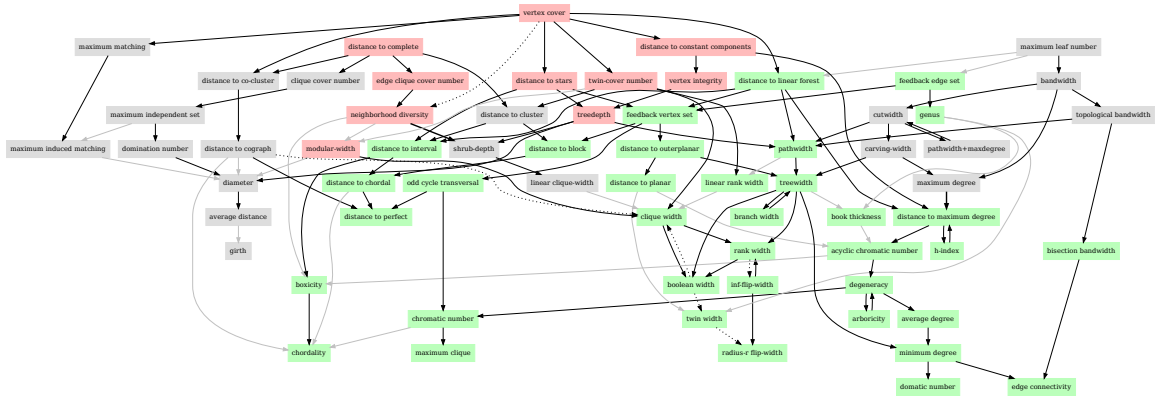 vertex cover
maximum matching
distance to complete
distance to constant components
maximum leaf number
distance to co-cluster
clique cover number
edge clique cover number
distance to stars
twin-cover number
vertex integrity
distance to linear forest
feedback edge set
bandwidth
maximum independent set
neighborhood diversity
distance to cluster
treedepth
feedback vertex set
cutwidth
genus
topological bandwidth
maximum induced matching
domination number
distance to cograph
modular-width
distance to interval
shrub-depth
distance to block
distance to outerplanar
pathwidth
carving-width
pathwidth+maxdegree
diameter
distance to chordal
odd cycle transversal
linear clique-width
distance to planar
linear rank width
treewidth
maximum degree
average distance
distance to perfect
clique width
branch width
book thickness
distance to maximum degree
girth
rank width
acyclic chromatic number
h-index
bisection bandwidth
boxicity
boolean width
inf-flip-width
degeneracy
chromatic number
twin width
arboricity
average degree
chordality
maximum clique
radius-r flip-width
minimum degree
domatic number
edge connectivity